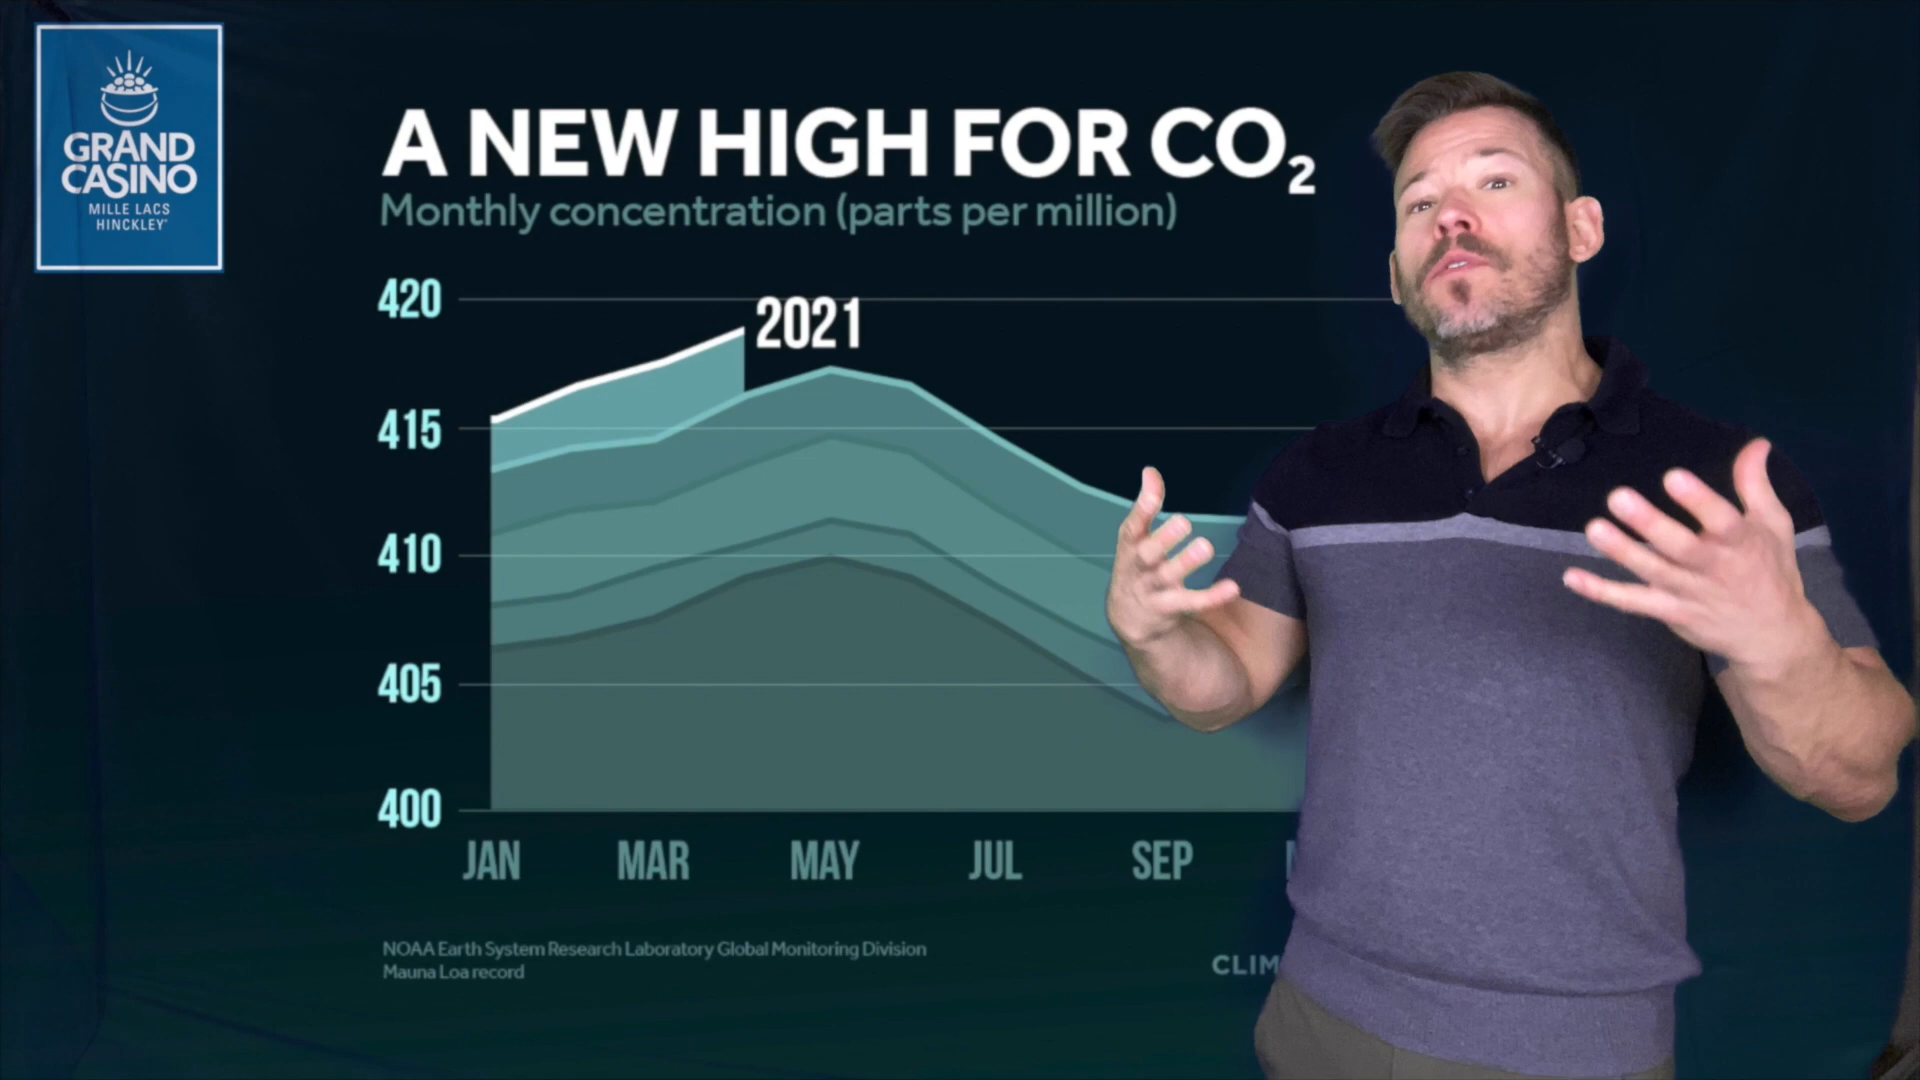 GRAND
CASINO
MILLE LACS
HINCKLEY
A NEW HIGH FOR CO₂
Monthly concentration (parts per million)
420
2021
415
410
405
400
JAN MAR MAY JUL SEP
NOAA Earth System Research Laboratory Global Monitoring Division
Mauna Loa record
CLIM